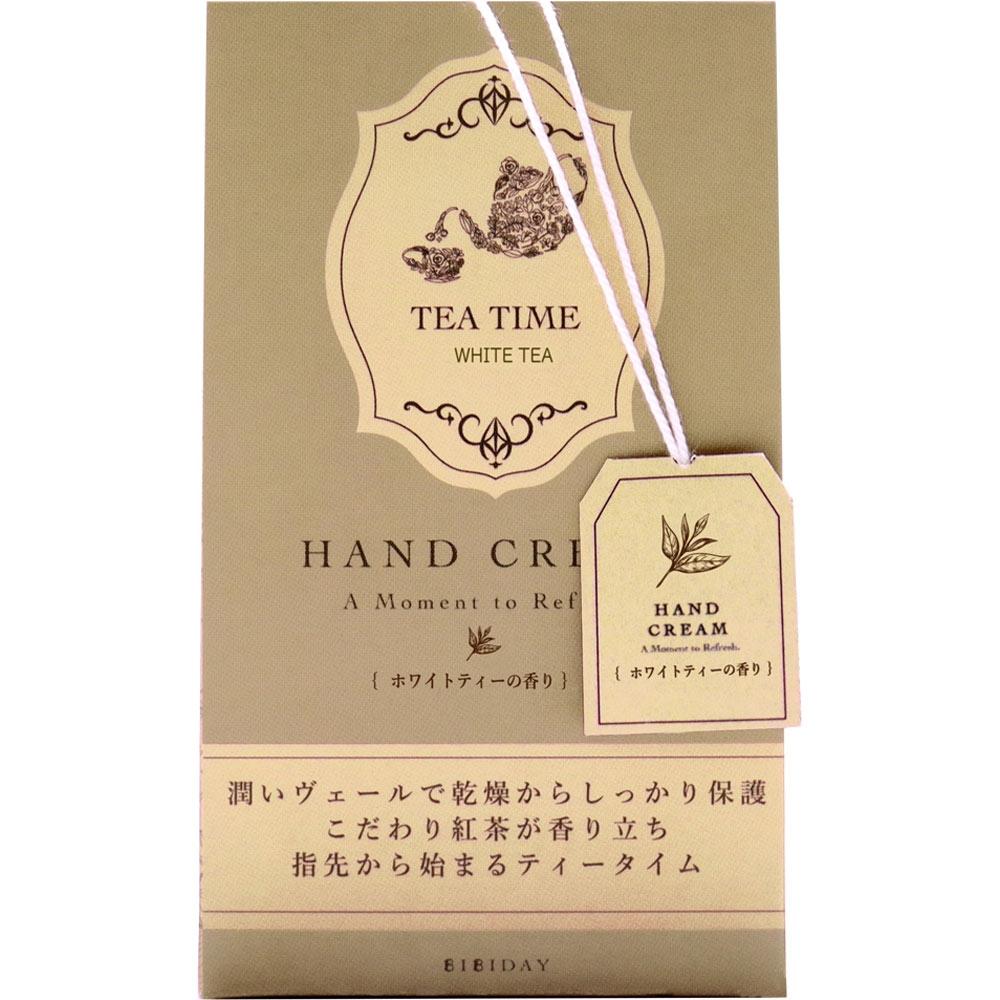 TEA TIME
WHITE TEA
HAND CRE
A Moment to Ref
{ ホワイトティーの香り }
HAND
CREAM
A Moment to Refresh.
{ ホワイトティーの香り }
潤いヴェールで乾燥からしっかり保護
こだわり紅茶が香り立ち
指先から始まるティータイム
BIBIDAY